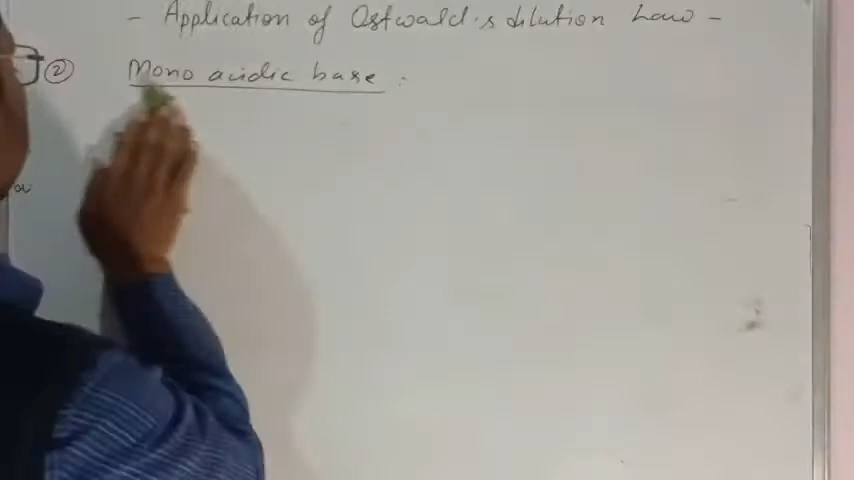 - Application of Ostwald's dilution Law -
② Mono acidic base :